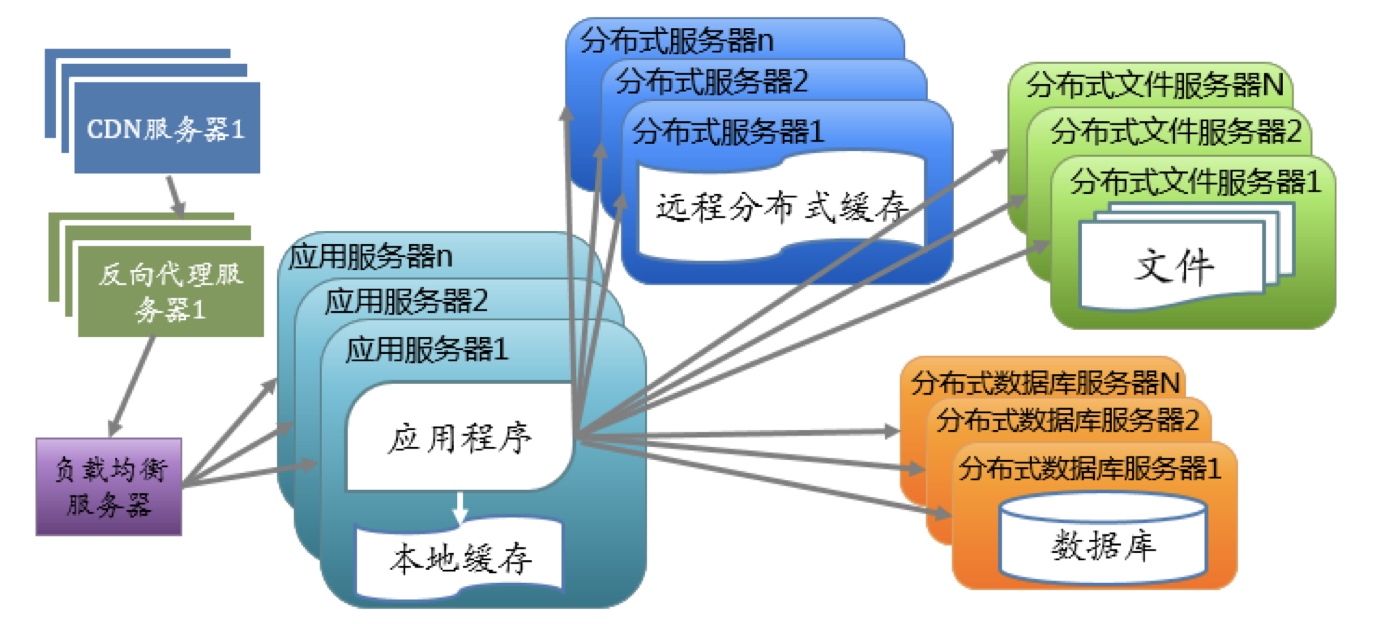 CDN服务器1
反向代理服
务器1
负载均衡
服务器
应用服务器n
应用服务器2
应用服务器1
应用程序
本地缓存
分布式服务器n
分布式服务器2
分布式服务器1
远程分布式缓存
分布式文件服务器N
分布式文件服务器2
分布式文件服务器1
文件
分布式数据库服务器N
分布式数据库服务器2
分布式数据库服务器1
数据库